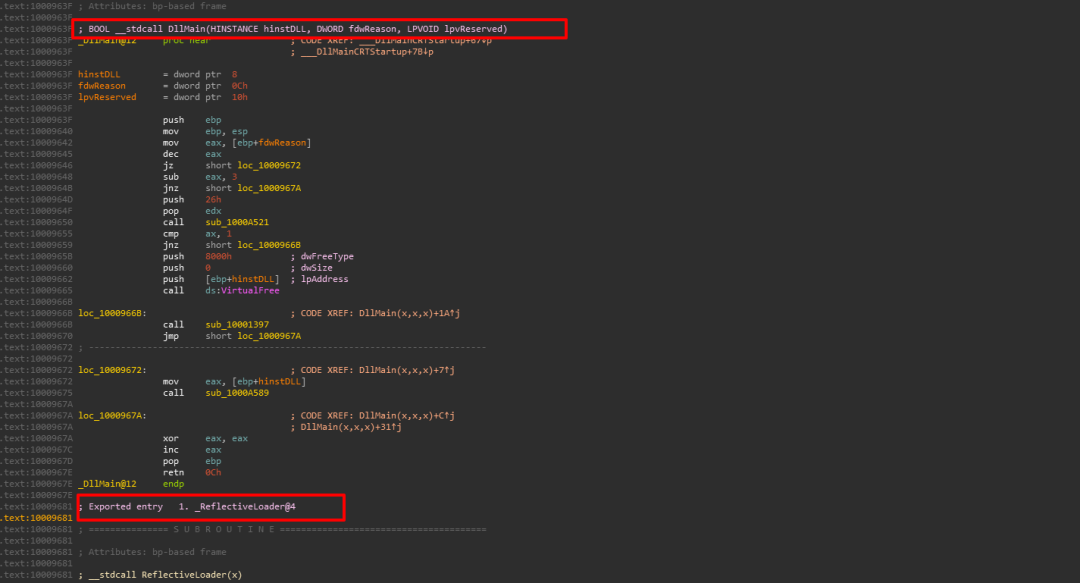 .text:1000963F ; Attributes: bp-based frame
.text:1000963F
.text:1000963F ; BOOL __stdcall DllMain(HINSTANCE hinstDLL, DWORD fdwReason, LPVOID lpvReserved)
.text:1000963F _DllMain@12 proc near ; CODE XREF: ___DllMainCRTStartup+67↓p
.text:1000963F ; ___DllMainCRTStartup+7B↓p
.text:1000963F
.text:1000963F hinstDLL = dword ptr 8
.text:1000963F fdwReason = dword ptr 0Ch
.text:1000963F lpvReserved = dword ptr 10h
.text:1000963F
.text:1000963F push ebp
.text:10009640 mov ebp, esp
.text:10009642 mov eax, [ebp+fdwReason]
.text:10009645 dec eax
.text:10009646 jz short loc_10009672
.text:10009648 sub eax, 3
.text:1000964B jnz short loc_1000967A
.text:1000964D push 26h
.text:1000964F pop edx
.text:10009650 call sub_1000A521
.text:10009655 cmp ax, 1
.text:10009659 jnz short loc_1000966B
.text:1000965B push 8000h ; dwFreeType
.text:10009660 push 0 ; dwSize
.text:10009662 push [ebp+hinstDLL] ; lpAddress
.text:10009665 call ds:VirtualFree
.text:1000966B
.text:1000966B loc_1000966B: ; CODE XREF: DllMain(x,x,x)+1A↑j
.text:1000966B call sub_10001397
.text:10009670 jmp short loc_1000967A
.text:10009672 ; ---------------------------------------------------------------------------
.text:10009672
.text:10009672 loc_10009672: ; CODE XREF: DllMain(x,x,x)+7↑j
.text:10009672 mov eax, [ebp+hinstDLL]
.text:10009675 call sub_1000A589
.text:1000967A
.text:1000967A loc_1000967A: ; CODE XREF: DllMain(x,x,x)+C↑j
.text:1000967A ; DllMain(x,x,x)+31↑j
.text:1000967A xor eax, eax
.text:1000967C inc eax
.text:1000967D pop ebp
.text:1000967E retn 0Ch
.text:1000967E _DllMain@12 endp
.text:1000967E
.text:10009681 ; Exported entry 1. _ReflectiveLoader@4
.text:10009681
.text:10009681 ; =============== S U B R O U T I N E =======================================
.text:10009681
.text:10009681 ; Attributes: bp-based frame
.text:10009681
.text:10009681 ; __stdcall ReflectiveLoader(x)